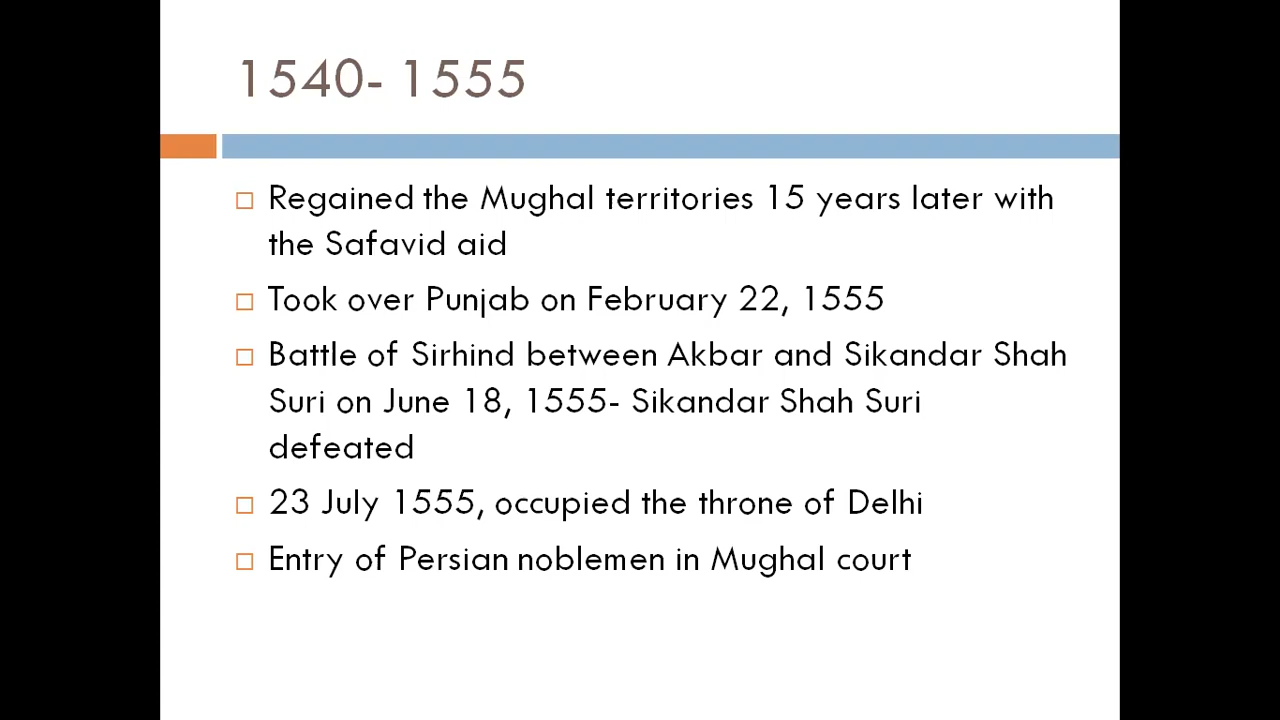 1540- 1555
Regained the Mughal territories 15 years later with
the Safavid aid
Took over Punjab on February 22, 1555
Battle of Sirhind between Akbar and Sikandar Shah
Suri on June 18, 1555- Sikandar Shah Suri
defeated
23 July 1555, occupied the throne of Delhi
Entry of Persian noblemen in Mughal court